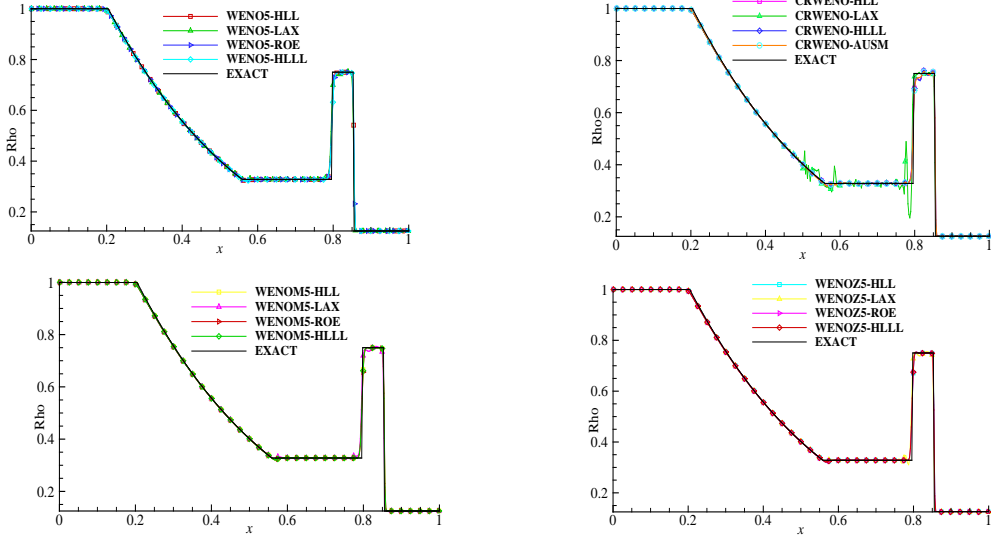 WENO5-HLL
WENO5-LAX
WENO5-ROE
WENO5-HLLL
EXACT
Rho
1
0.8
0.6
0.4
0.2
0
0.2
0.4
0.6
0.8
1
x
CRWENO-HLL
CRWENO-LAX
CRWENO-HLLL
CRWENO-AUSM
EXACT
Rho
1
0.8
0.6
0.4
0.2
0
0.2
0.4
0.6
0.8
1
x
WENOM5-HLL
WENOM5-LAX
WENOM5-ROE
WENOM5-HLLL
EXACT
Rho
1
0.8
0.6
0.4
0.2
0
0.2
0.4
0.6
0.8
1
x
WENOZ5-HLL
WENOZ5-LAX
WENOZ5-ROE
WENOZ5-HLLL
EXACT
Rho
1
0.8
0.6
0.4
0.2
0
0.2
0.4
0.6
0.8
1
x